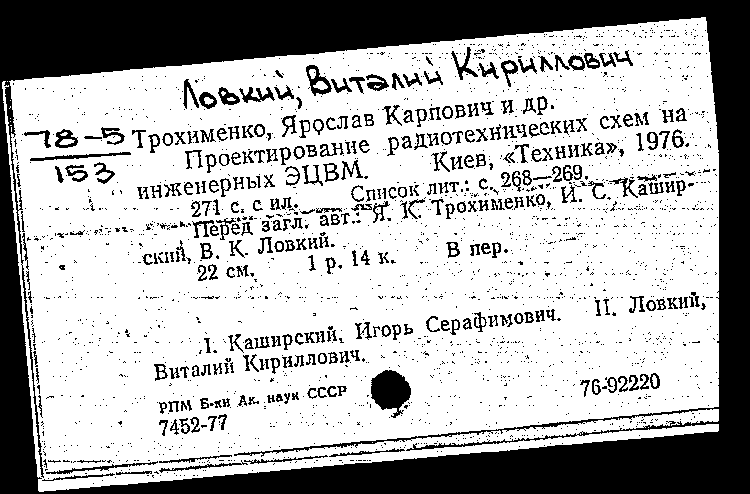 Ловкий, Виталий Кириллович
78-5
153
Трохименко, Ярослав Карпович и др.
Проектирование радиотехнических схем на
инженерных ЭЦВМ. Киев, «Техника», 1976.
271 с. с ил. Список лит.: с. 268—269.
Перед загл. авт.: Я. К. Трохименко, И. С. Кашир-
ский, В. К. Ловкий.
22 см. 1 р. 14 к. В пер.
I. Каширский, Игорь Серафимович. II. Ловкий,
Виталий Кириллович.
РПМ Б-ки Ак. наук СССР
7452-77
76-92220